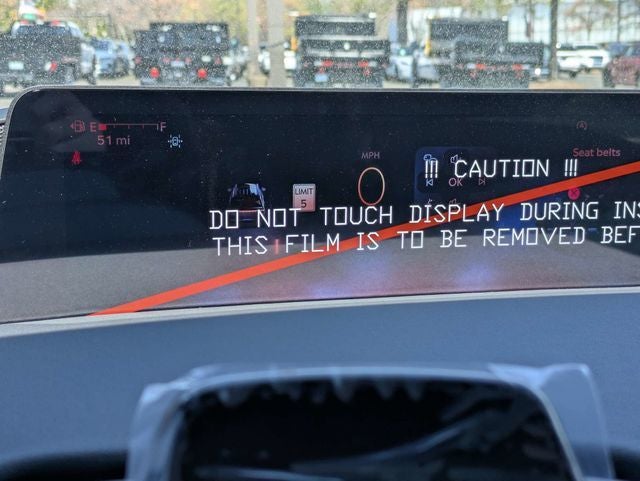 E F
51 mi
MPH
0
Seat belts
LIMIT
5
OK
!!! CAUTION !!!
DO NOT TOUCH DISPLAY DURING INS
THIS FILM IS TO BE REMOVED BEF